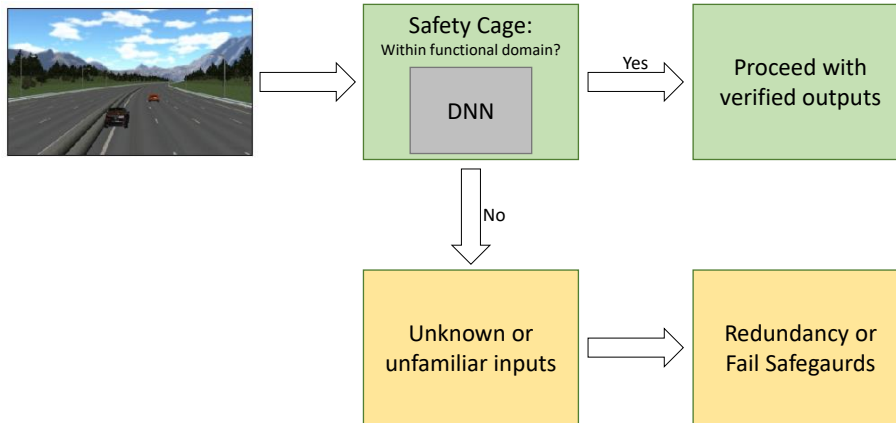 Safety Cage:
Within functional domain?
DNN
Yes
Proceed with
verified outputs
No
Unknown or
unfamiliar inputs
Redundancy or
Fail Safegaurds